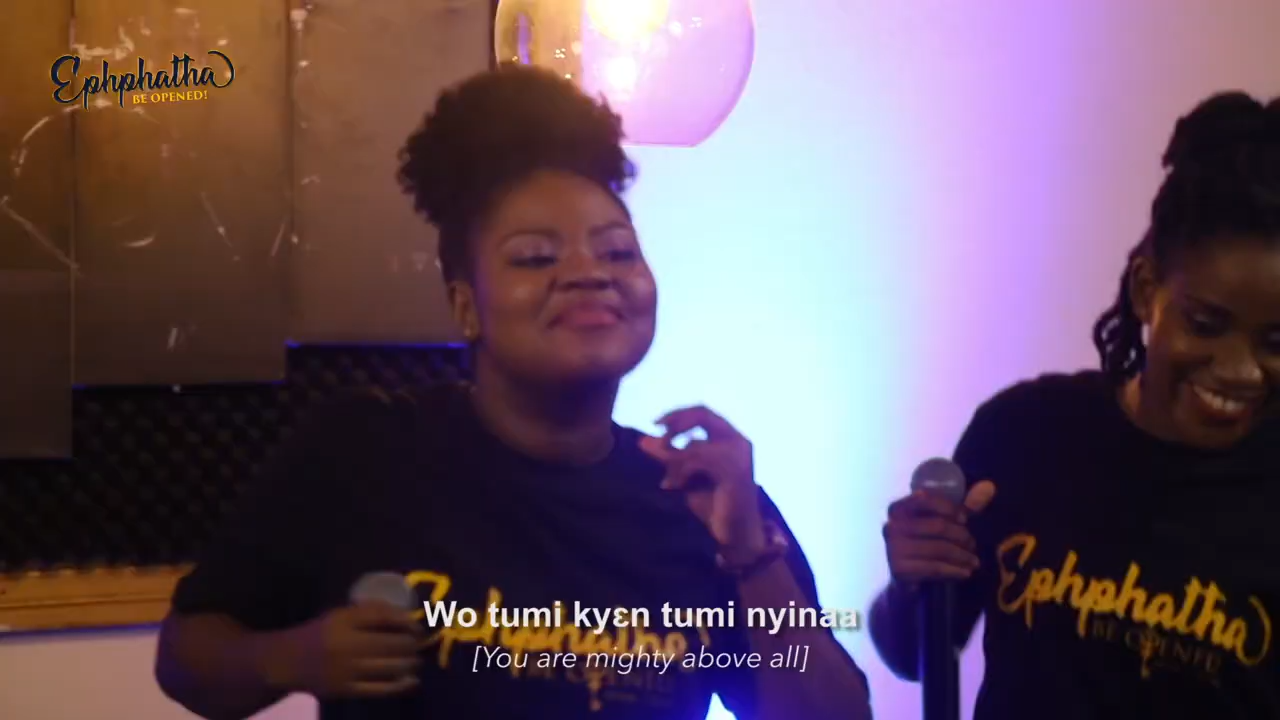 Ephphatha
BE OPENED!
Ephphatha
BE OPENED
Wo tumi kyɛn tumi nyinaa
[You are mighty above all]